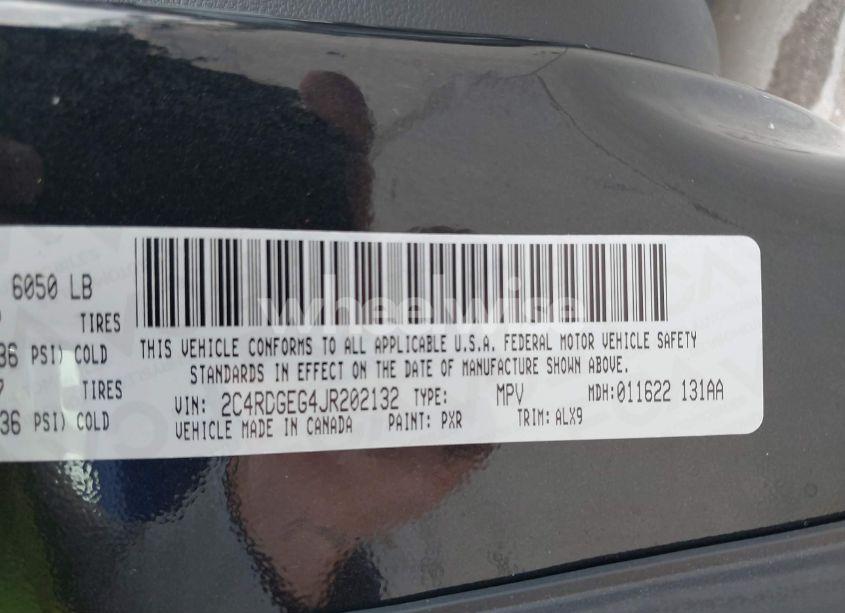 6050 LB
TIRES
36 PSI) COLD
TIRES
36 PSI) COLD
wheelwise
THIS VEHICLE CONFORMS TO ALL APPLICABLE U.S.A. FEDERAL MOTOR VEHICLE SAFETY
STANDARDS IN EFFECT ON THE DATE OF MANUFACTURE SHOWN ABOVE.
VIN: 2C4RDGEG4JR202132 TYPE: MPV MDH:011622 131AA
VEHICLE MADE IN CANADA PAINT: PXR TRIM: ALX9